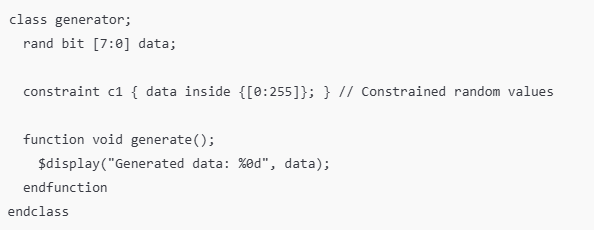 class generator;
rand bit [7:0] data;
constraint c1 { data inside {[0:255]}; } // Constrained random values
function void generate();
$display("Generated data: %0d", data);
endfunction
endclass